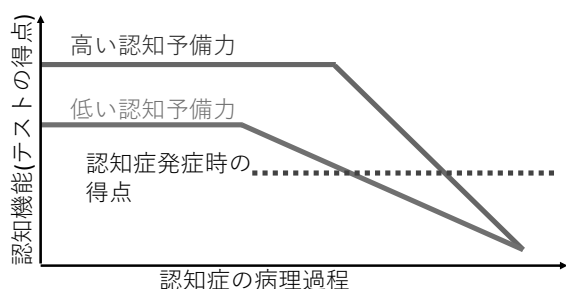 認知機能(テストの得点)
高い認知予備力
低い認知予備力
認知症発症時の
得点
認知症の病理過程